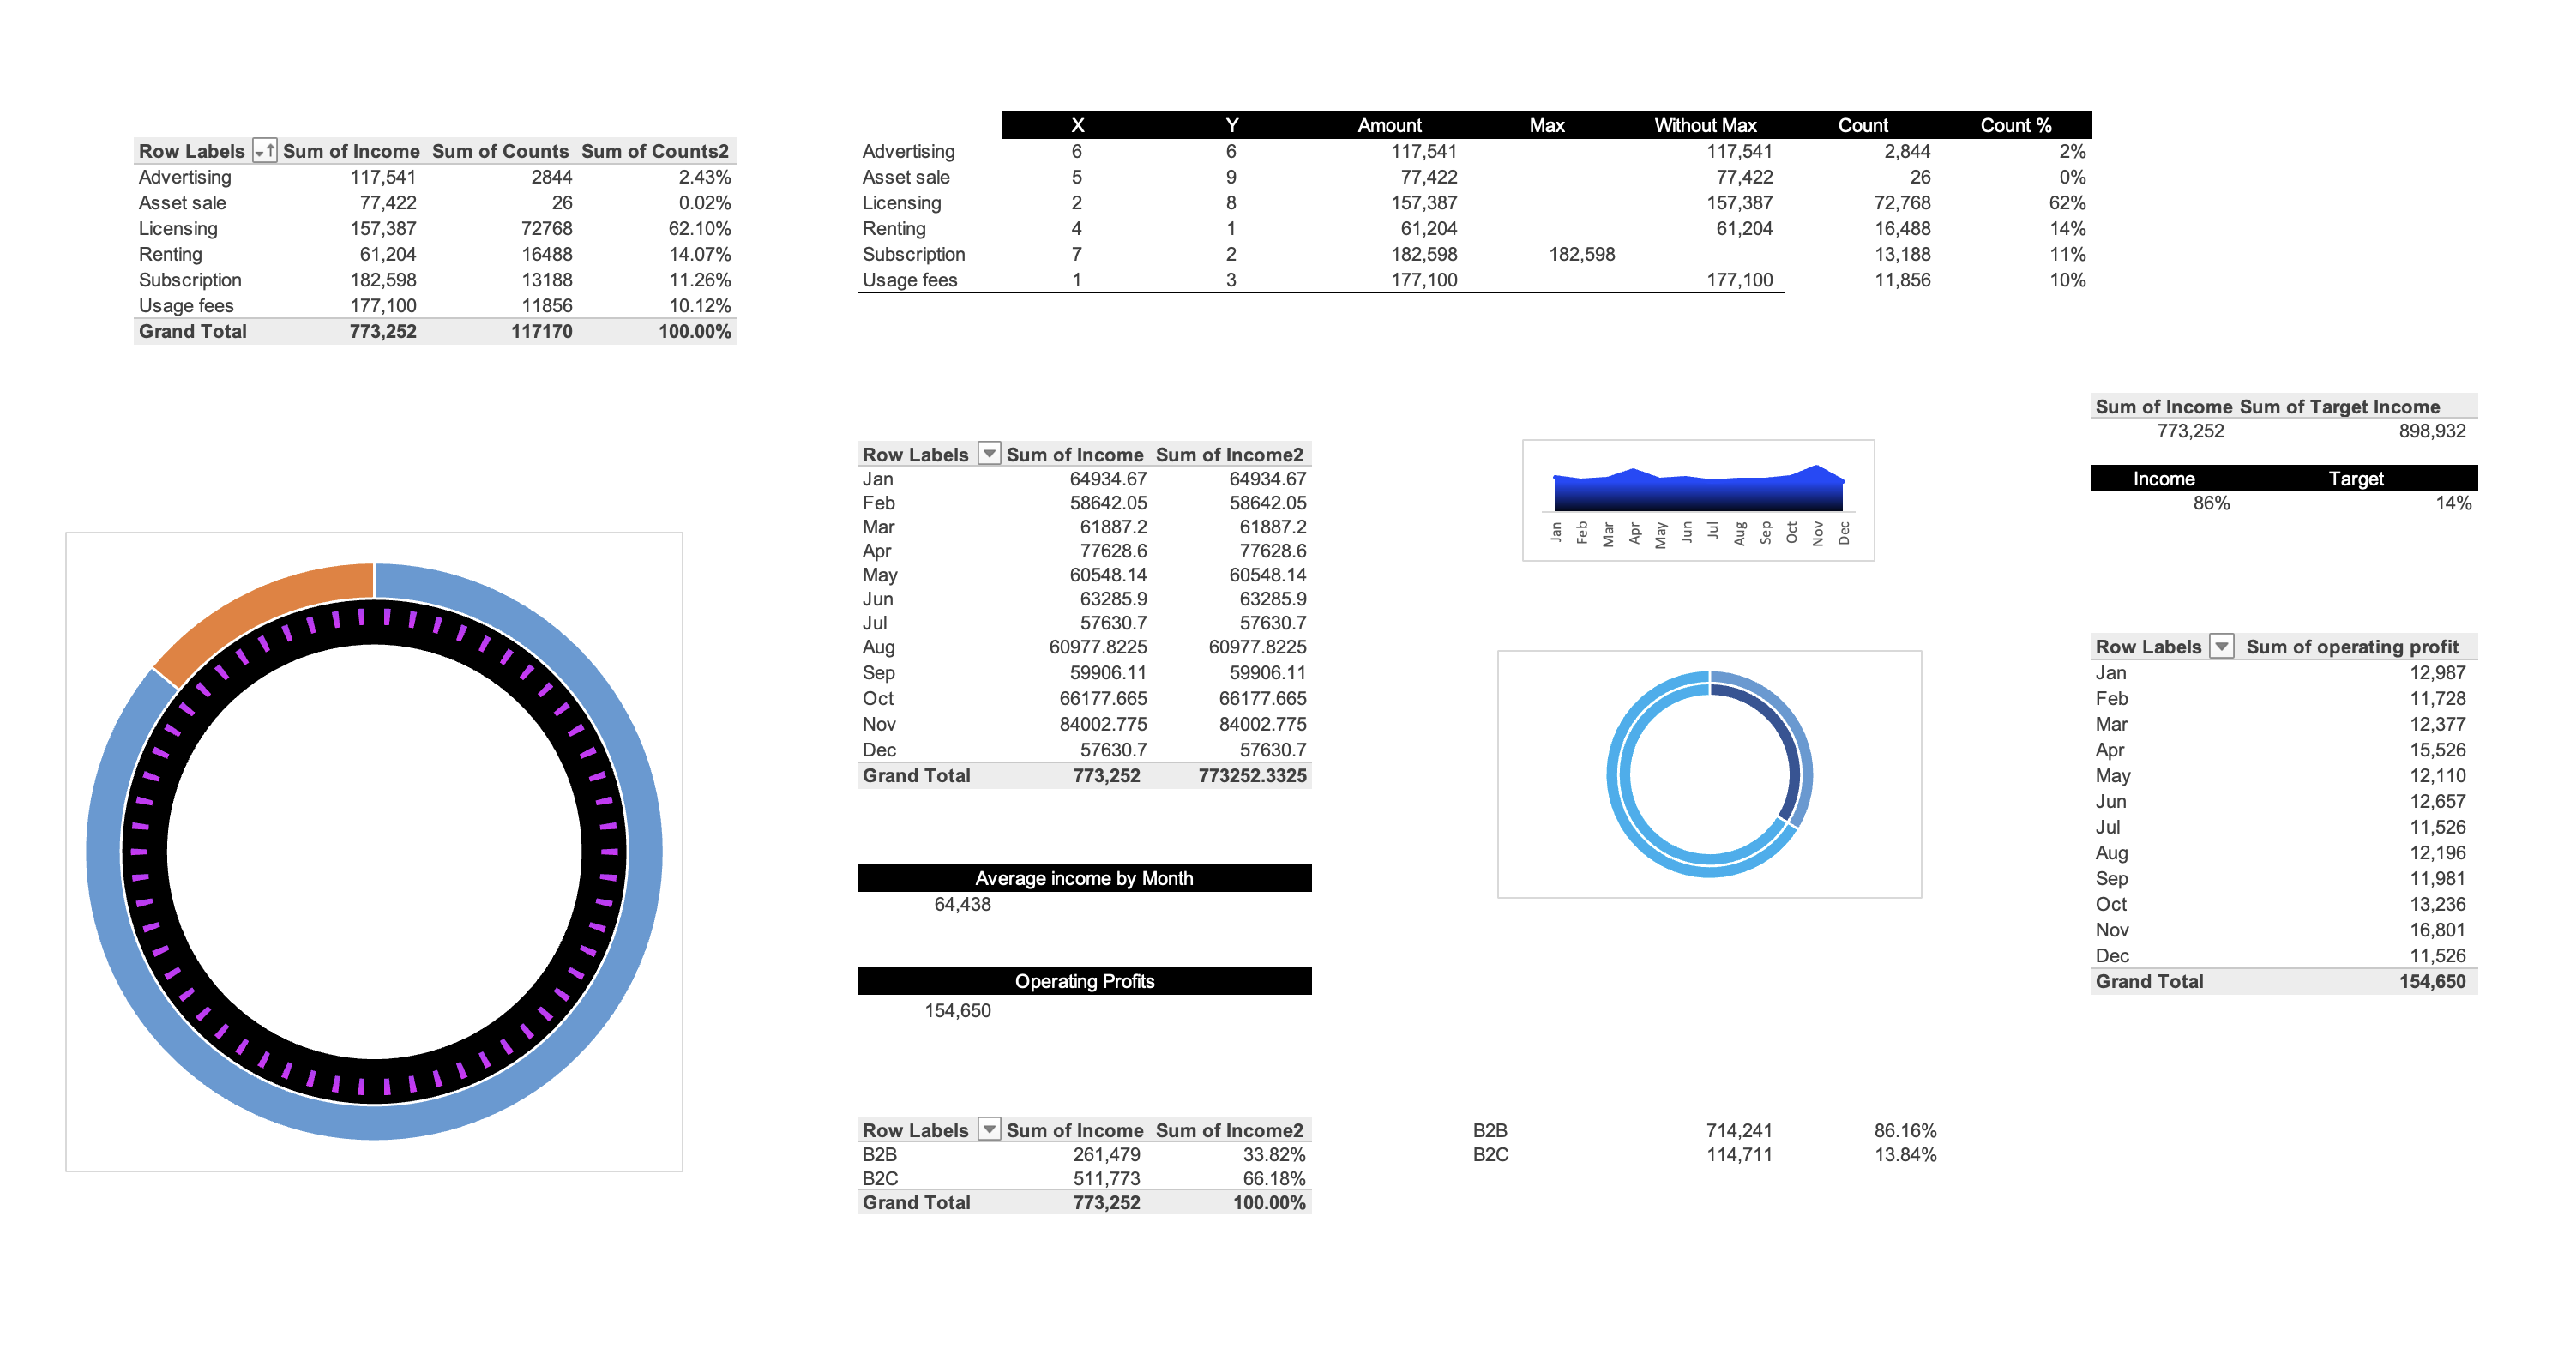 Row Labels Sum of Income Sum of Counts Sum of Counts2
Advertising 117,541 2844 2.43%
Asset sale 77,422 26 0.02%
Licensing 157,387 72768 62.10%
Renting 61,204 16488 14.07%
Subscription 182,598 13188 11.26%
Usage fees 177,100 11856 10.12%
Grand Total 773,252 117170 100.00%
X Y Amount Max Without Max Count Count %
Advertising 6 6 117,541 117,541 2,844 2%
Asset sale 5 9 77,422 77,422 26 0%
Licensing 2 8 157,387 157,387 72,768 62%
Renting 4 1 61,204 61,204 16,488 14%
Subscription 7 2 182,598 182,598 13,188 11%
Usage fees 1 3 177,100 177,100 11,856 10%
Sum of Income Sum of Target Income
773,252 898,932
Income Target
86% 14%
Row Labels Sum of Income Sum of Income2
Jan 64934.67 64934.67
Feb 58642.05 58642.05
Mar 61887.2 61887.2
Apr 77628.6 77628.6
May 60548.14 60548.14
Jun 63285.9 63285.9
Jul 57630.7 57630.7
Aug 60977.8225 60977.8225
Sep 59906.11 59906.11
Oct 66177.665 66177.665
Nov 84002.775 84002.775
Dec 57630.7 57630.7
Grand Total 773,252 773252.3325
Jan Feb Mar Apr May Jun Jul Aug Sep Oct Nov Dec
Row Labels Sum of operating profit
Jan 12,987
Feb 11,728
Mar 12,377
Apr 15,526
May 12,110
Jun 12,657
Jul 11,526
Aug 12,196
Sep 11,981
Oct 13,236
Nov 16,801
Dec 11,526
Grand Total 154,650
Average income by Month
64,438
Operating Profits
154,650
Row Labels Sum of Income Sum of Income2
B2B 261,479 33.82%
B2C 511,773 66.18%
Grand Total 773,252 100.00%
B2B 714,241 86.16%
B2C 114,711 13.84%